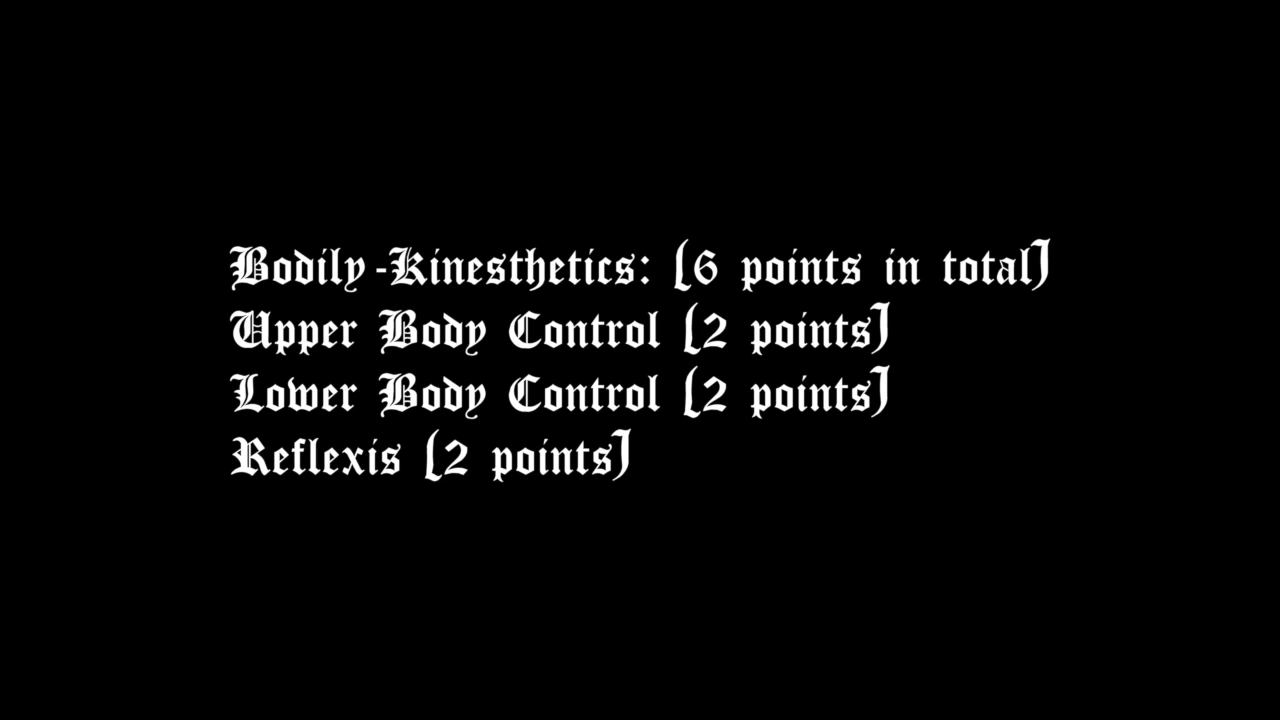 Bodily-Kinesthetics: (6 points in total)
Upper Body Control (2 points)
Lower Body Control (2 points)
Reflexis (2 points)